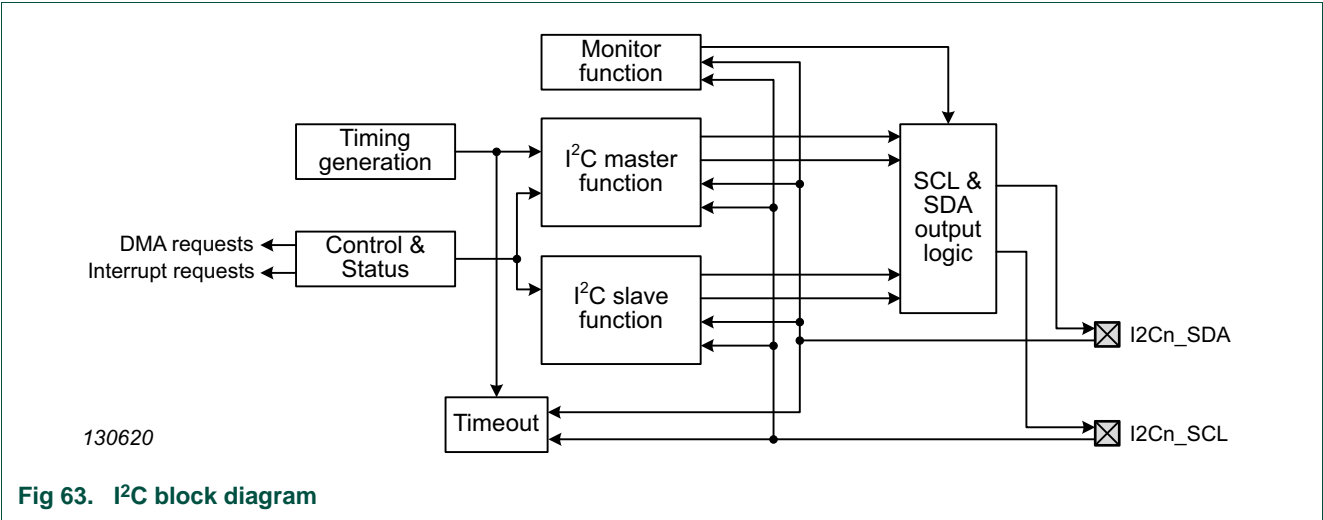 Monitor
function
Timing
generation
I²C master
function
SCL &
SDA
output
logic
DMA requests
Interrupt requests
Control &
Status
I²C slave
function
I2Cn_SDA
Timeout
I2Cn_SCL
130620
Fig 63. I²C block diagram